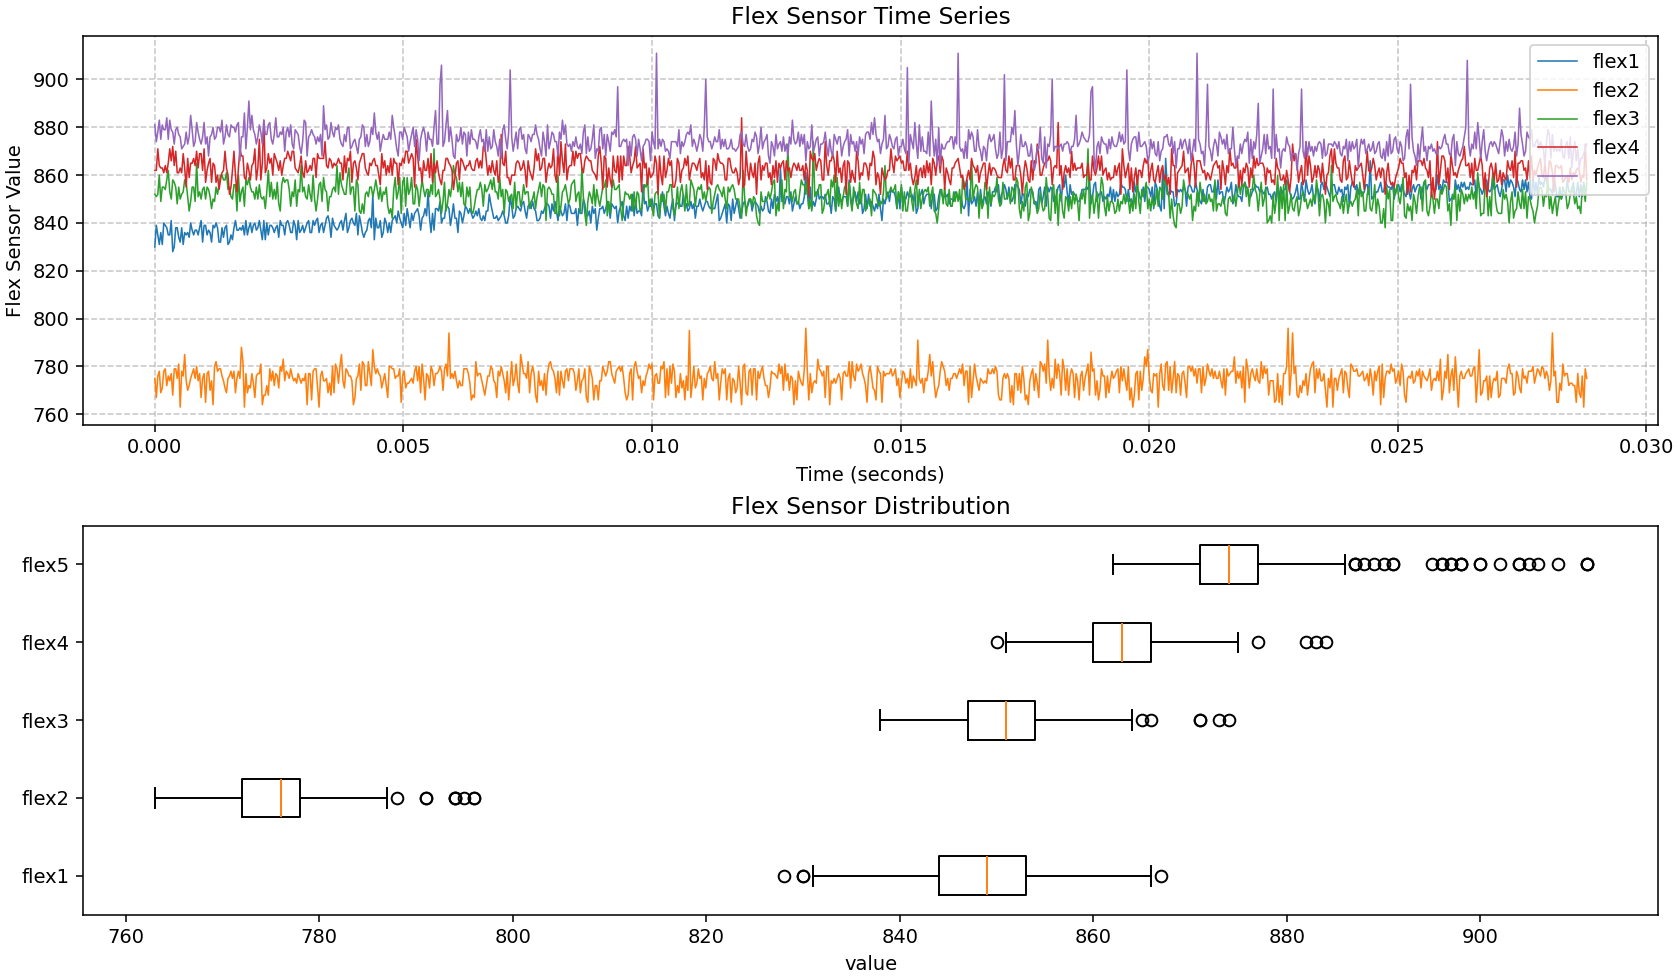 Flex Sensor Time Series
Flex Sensor Value
900
880
860
840
820
800
780
760
flex1
flex2
flex3
flex4
flex5
0.000 0.005 0.010 0.015 0.020 0.025 0.030
Time (seconds)
Flex Sensor Distribution
flex5
flex4
flex3
flex2
flex1
760 780 800 820 840 860 880 900
value